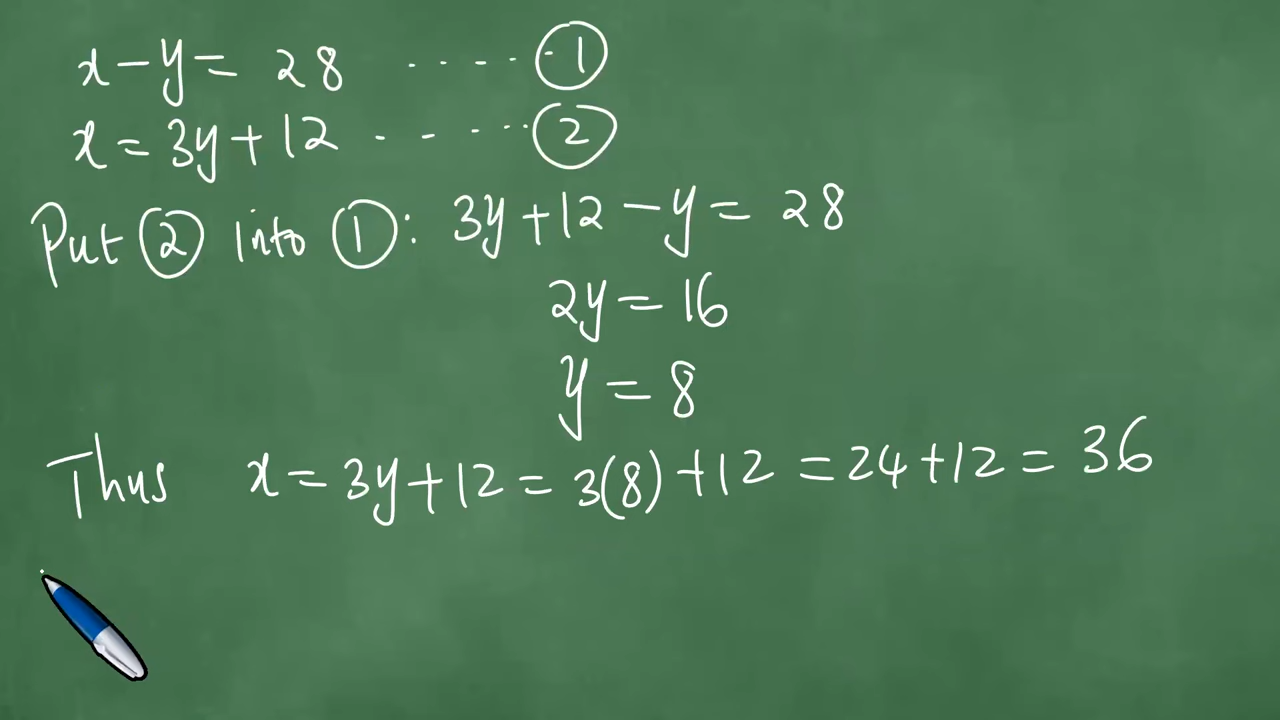 x - y = 28 ..... ①
x = 3y + 12 ..... ②
Put ② into ①: 3y + 12 - y = 28
2y = 16
y = 8
Thus x = 3y + 12 = 3(8) + 12 = 24 + 12 = 36